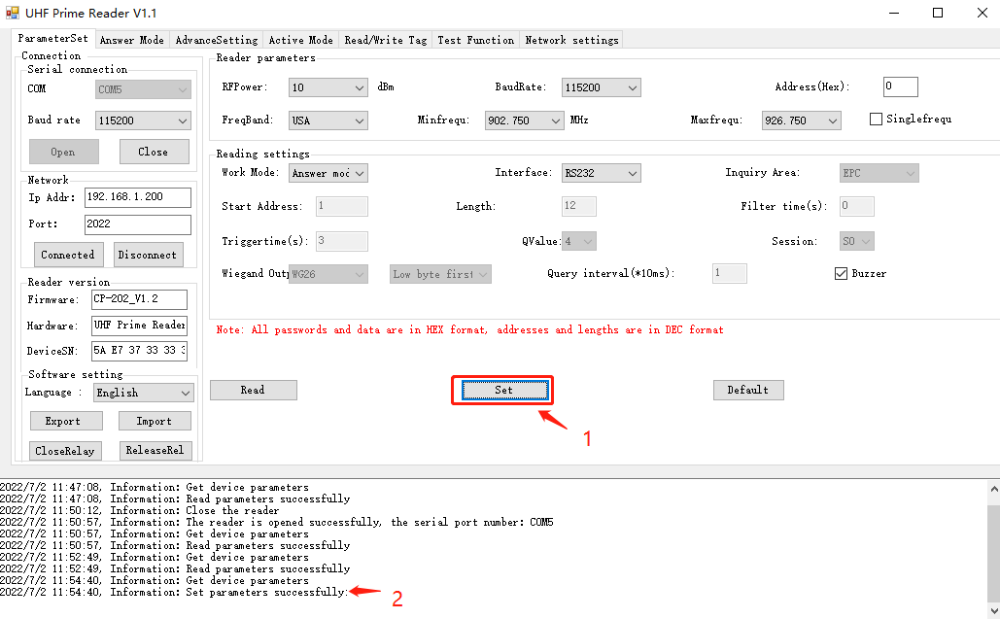 UHF Prime Reader V1.1
ParameterSet Answer Mode AdvanceSetting Active Mode Read/Write Tag Test Function Network settings
Connection
Serial connection
COM COM5
Baud rate 115200
Open Close
Network
Ip Addr: 192.168.1.200
Port: 2022
Connected Disconnect
Reader version
Firmware: CP-202_V1.2
Hardware: UHF Prime Reader
DeviceSN: 5A E7 37 33 33
Software setting
Language : English
Export Import
CloseRelay ReleaseRel
Reader parameters
RFPower: 10 dBm BaudRate: 115200 Address(Hex): 0
FreqBand: USA Minfrequ: 902.750 MHz Maxfrequ: 926.750 Singlefrequ
Reading settings
Work Mode: Answer mod Interface: RS232 Inquiry Area: EPC
Start Address: 1 Length: 12 Filter time(s): 0
Triggertime(s): 3 QValue: 4 Session: S0
Wiegand Outp WG26 Low byte first Query interval(*10ms): 1 Buzzer
Note: All passwords and data are in HEX format, addresses and lengths are in DEC format
Read Set Default
1
2022/7/2 11:47:08, Information: Get device parameters
2022/7/2 11:47:08, Information: Read parameters successfully
2022/7/2 11:50:12, Information: Close the reader
2022/7/2 11:50:57, Information: The reader is opened successfully, the serial port number: COM5
2022/7/2 11:50:57, Information: Get device parameters
2022/7/2 11:50:57, Information: Read parameters successfully
2022/7/2 11:52:49, Information: Get device parameters
2022/7/2 11:52:49, Information: Read parameters successfully
2022/7/2 11:54:40, Information: Get device parameters
2022/7/2 11:54:40, Information: Set parameters successfully:
2